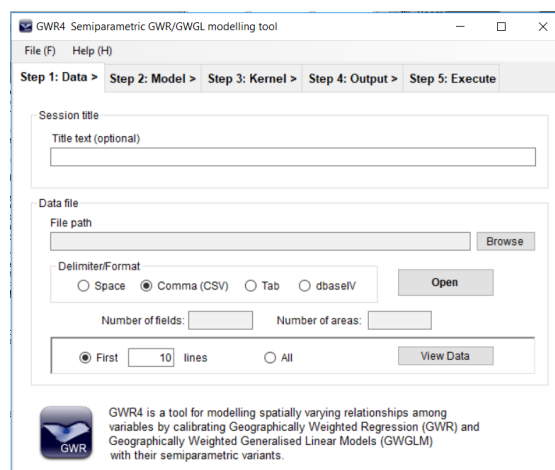 GWR4 Semiparametric GWR/GWGL modelling tool
File (F) Help (H)
Step 1: Data > Step 2: Model > Step 3: Kernel > Step 4: Output > Step 5: Execute
Session title
Title text (optional)
Data file
File path
Browse
Delimiter/Format
Space Comma (CSV) Tab dbaseIV
Open
Number of fields: Number of areas:
First 10 lines All View Data
GWR4 is a tool for modelling spatially varying relationships among
variables by calibrating Geographically Weighted Regression (GWR) and
Geographically Weighted Generalised Linear Models (GWGLM)
with their semiparametric variants.
GWR